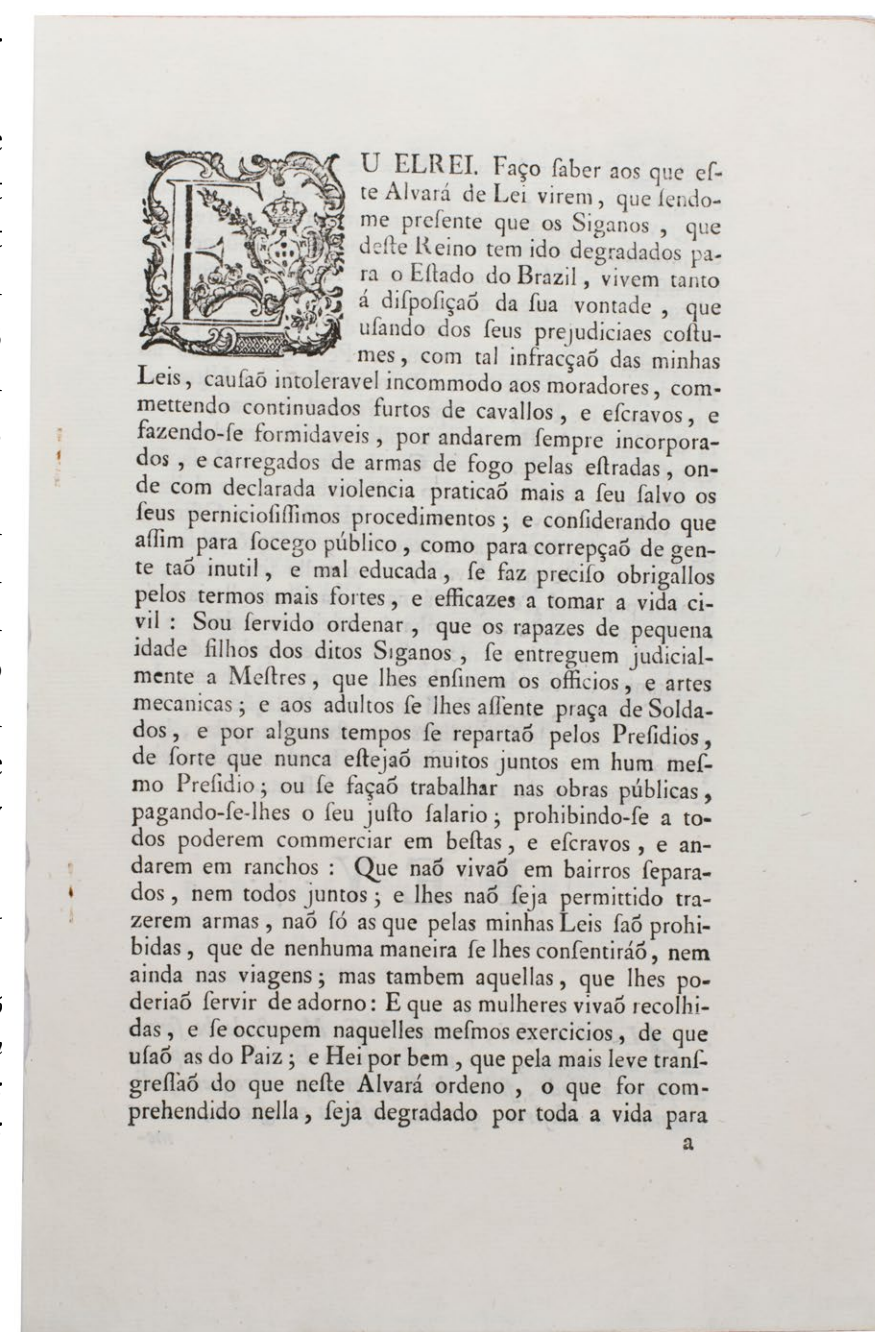 EU ELREI. Faço ſaber aos que eſ-
te Alvará de Lei virem, que ſendo-
me preſente que os Siganos, que
deſte Reino tem ido degradados pa-
ra o Eſtado do Brazil, vivem tanto
á diſpoſiçaõ da ſua vontade, que
uſando dos ſeus prejudiciaes coſtu-
mes, com tal infracçaõ das minhas
Leis, cauſaõ intoleravel incommodo aos moradores, com-
mettendo continuados furtos de cavallos, e eſcravos, e
fazendo-ſe formidaveis, por andarem ſempre incorpora-
dos, e carregados de armas de fogo pelas eſtradas, on-
de com declarada violencia praticaõ mais a ſeu ſalvo os
ſeus pernicioſiſſimos procedimentos; e conſiderando que
aſſim para ſocego público, como para correpçaõ de gen-
te taõ inutil, e mal educada, ſe faz preciſo obrigallos
pelos termos mais fortes, e efficazes a tomar a vida ci-
vil: Sou ſervido ordenar, que os rapazes de pequena
idade filhos dos ditos Siganos, ſe entreguem judicial-
mente a Meſtres, que lhes enſinem os officios, e artes
mecanicas; e aos adultos ſe lhes aſſente praça de Solda-
dos, e por alguns tempos ſe repartaõ pelos Preſidios,
de ſorte que nunca eſtejaõ muitos juntos em hum meſ-
mo Preſidio; ou ſe façaõ trabalhar nas obras públicas,
pagando-ſe-lhes o ſeu juſto ſalario; prohibindo-ſe a to-
dos poderem commerciar em beſtas, e eſcravos, e an-
darem em ranchos: Que naõ vivaõ em bairros ſepara-
dos, nem todos juntos; e lhes naõ ſeja permittido tra-
zerem armas, naõ ſó as que pelas minhas Leis ſaõ prohi-
bidas, que de nenhuma maneira ſe lhes conſentiráõ, nem
ainda nas viagens; mas tambem aquellas, que lhes po-
deriaõ ſervir de adorno: E que as mulheres vivaõ recolhi-
das, e ſe occupem naquelles meſmos exercicios, de que
uſaõ as do Paiz; e Hei por bem, que pela mais leve tranſ-
greſſaõ do que neſte Alvará ordeno, o que for com-
prehendido nella, ſeja degradado por toda a vida para
a